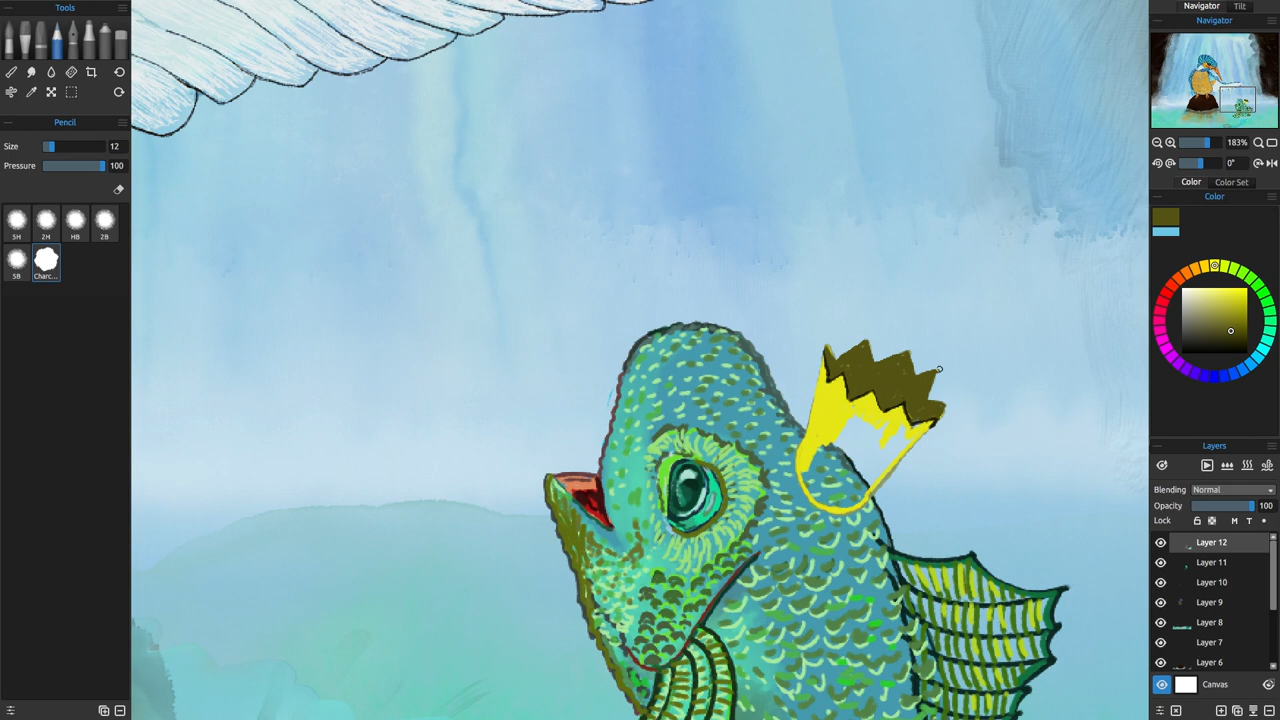 Tools
Pencil
Size 12
Pressure 100
5H 2H HB 2B
5B Charc...
Navigator Tilt
Navigator
183%
0°
Color Color Set
Color
Layers
Blending Normal
Opacity 100
Lock M T
Layer 12
Layer 11
Layer 10
Layer 9
Layer 8
Layer 7
Layer 6
Canvas